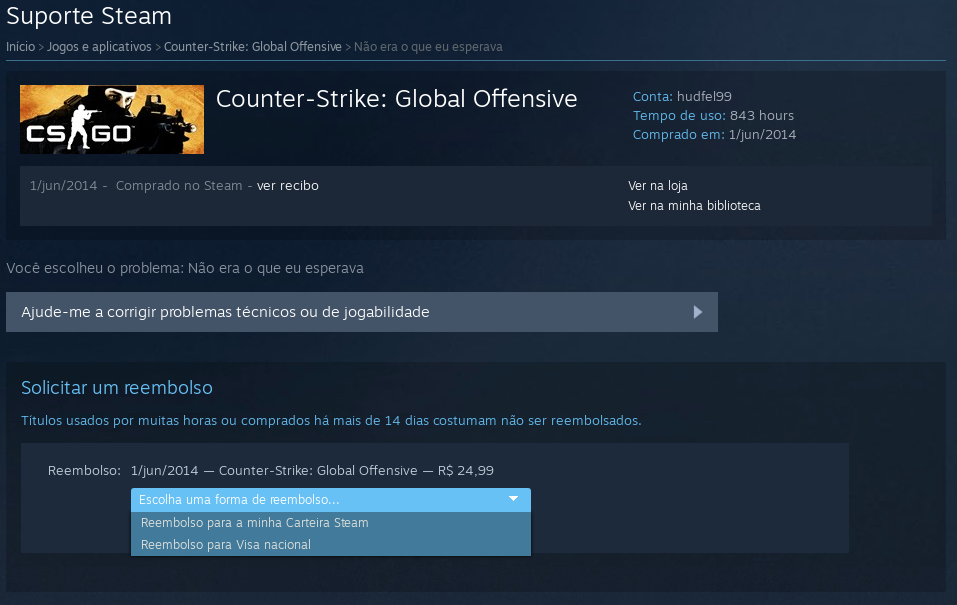 Suporte Steam
Início > Jogos e aplicativos > Counter-Strike: Global Offensive > Não era o que eu esperava
CS GO
Counter-Strike: Global Offensive
Conta: hudfel99
Tempo de uso: 843 hours
Comprado em: 1/jun/2014
1/jun/2014 - Comprado no Steam - ver recibo
Ver na loja
Ver na minha biblioteca
Você escolheu o problema: Não era o que eu esperava
Ajude-me a corrigir problemas técnicos ou de jogabilidade
Solicitar um reembolso
Títulos usados por muitas horas ou comprados há mais de 14 dias costumam não ser reembolsados.
Reembolso: 1/jun/2014 — Counter-Strike: Global Offensive — R$ 24,99
Escolha uma forma de reembolso...
Reembolso para a minha Carteira Steam
Reembolso para Visa nacional